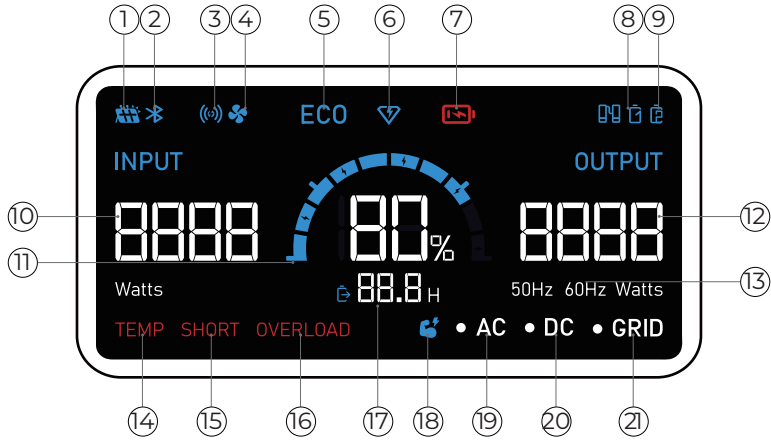 1 2 3 4 5 6 7 8 9
ECO
INPUT OUTPUT
10 8888 80% 8888 12
11
13
Watts 88.8 H 50Hz 60Hz Watts
TEMP SHORT OVERLOAD • AC • DC • GRID
14 15 16 17 18 19 20 21